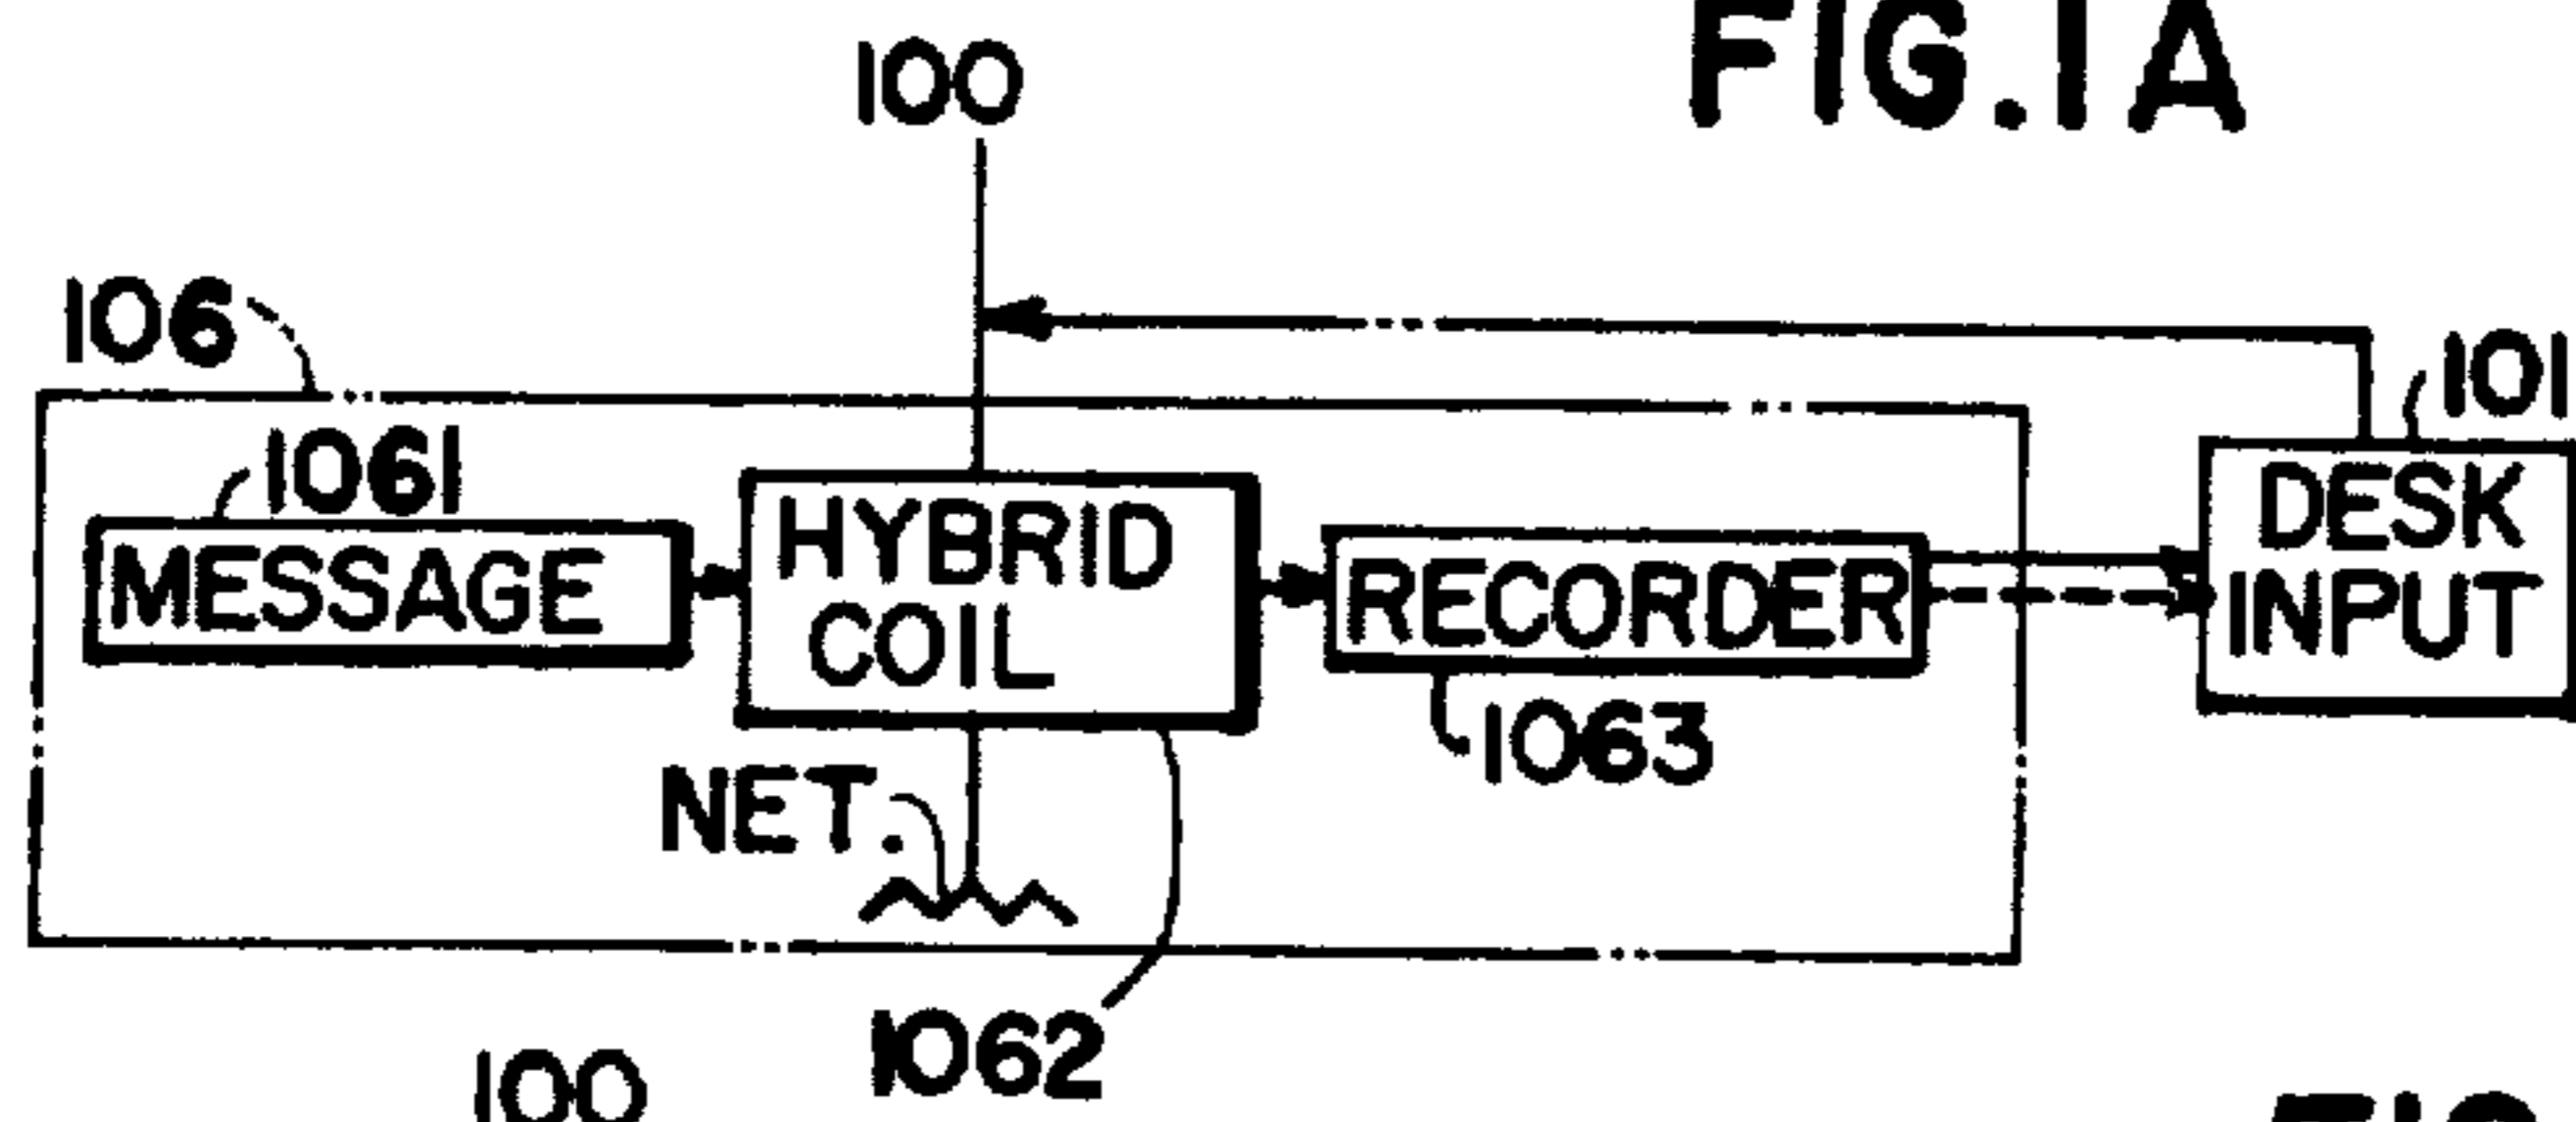 FIG.1A
100
106
101
1061
MESSAGE
HYBRID
COIL
RECORDER
DESK
INPUT
1063
NET.
1062
100